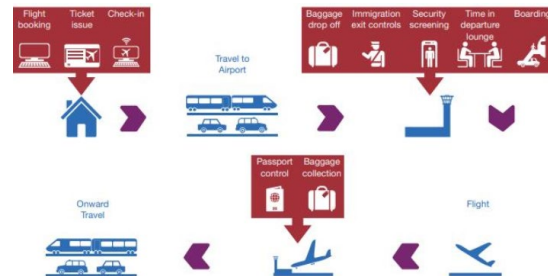 Flight
booking
Ticket
issue
Check-in
Baggage
drop off
Immigration
exit controls
Security
screening
Time in
departure
lounge
Boarding
Travel to
Airport
Passport
control
Baggage
collection
Onward
Travel
Flight